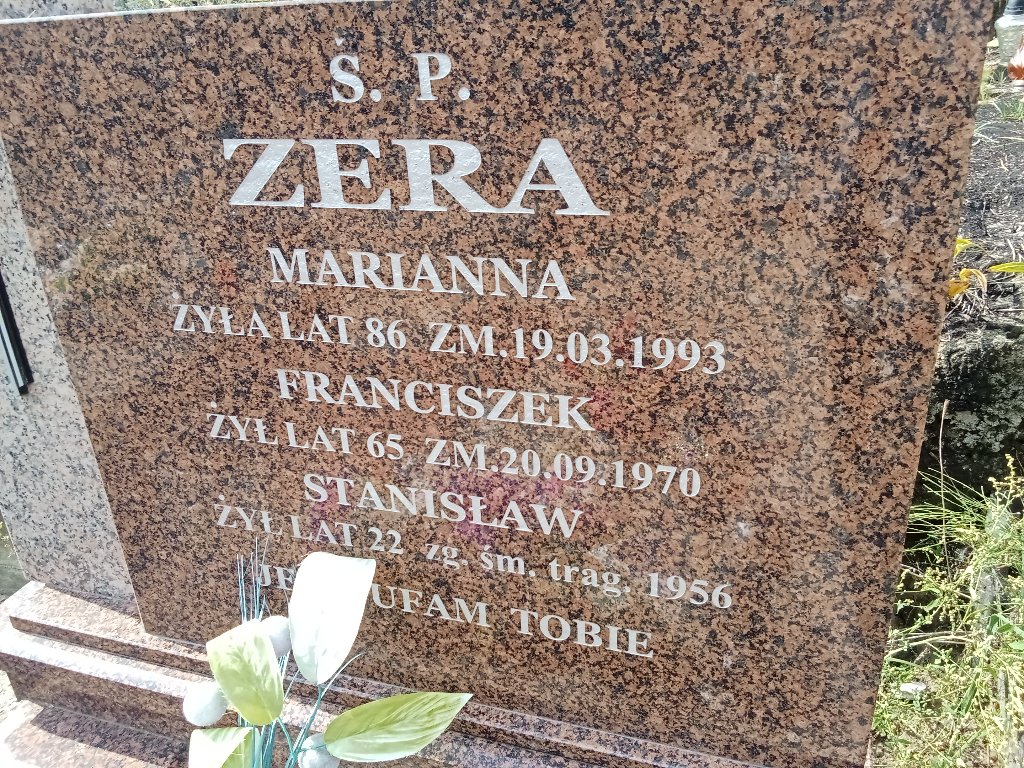 Ś. P.
ZERA
MARIANNA
ŻYŁA LAT 86 ZM.19.03.1993
FRANCISZEK
ŻYŁ LAT 65 ZM.20.09.1970
STANISŁAW
ŻYŁ LAT 22 zg. śm. trag. 1956
UFAM TOBIE